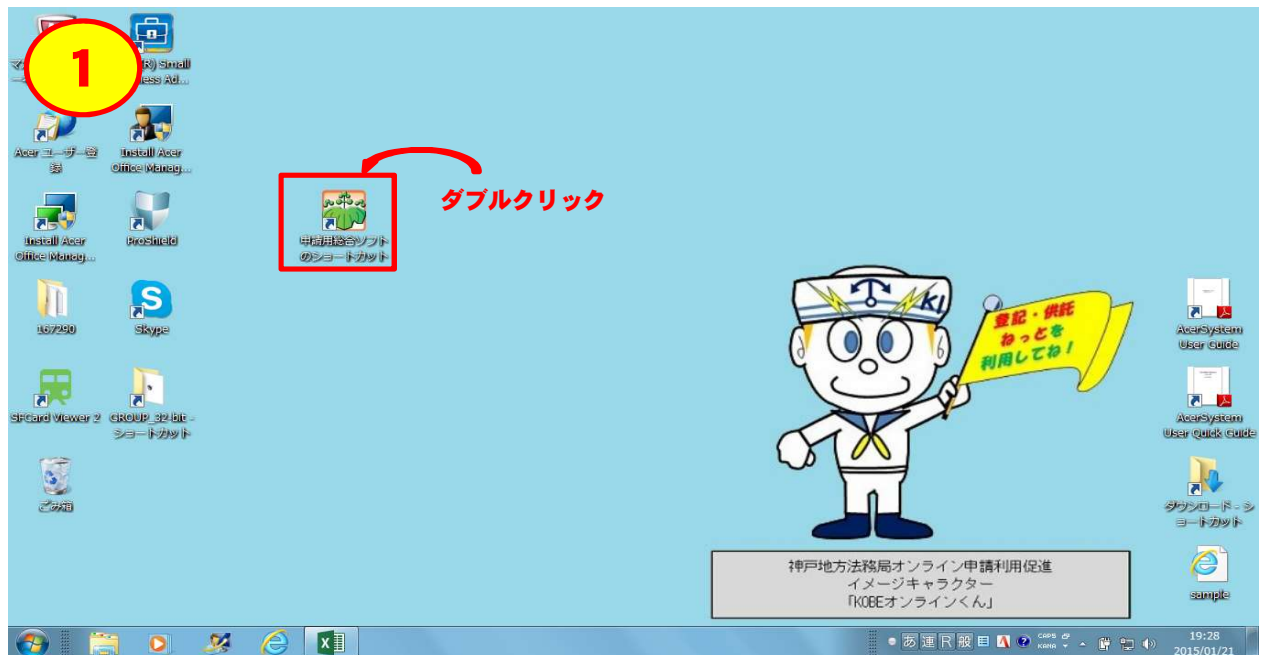 1
(R) Small
ess Ad...
Acer ユーザー登
録
Install Acer
Office Manag...
Install Acer
Office Manag...
ProShield
167290
Skype
SFCard Viewer 2
GROUP_32-bit -
ショートカット
ごみ箱
申請用総合ソフト
のショートカット
ダブルクリック
KI
登記・供託
ねっとを
利用してね!
神戸地方法務局オンライン申請利用促進
イメージキャラクター
「KOBEオンラインくん」
AcerSystem
User Guide
AcerSystem
User Quick Guide
ダウンロード - シ
ョートカット
sample
あ 連 R 般
CAPS
KANA
19:28
2015/01/21